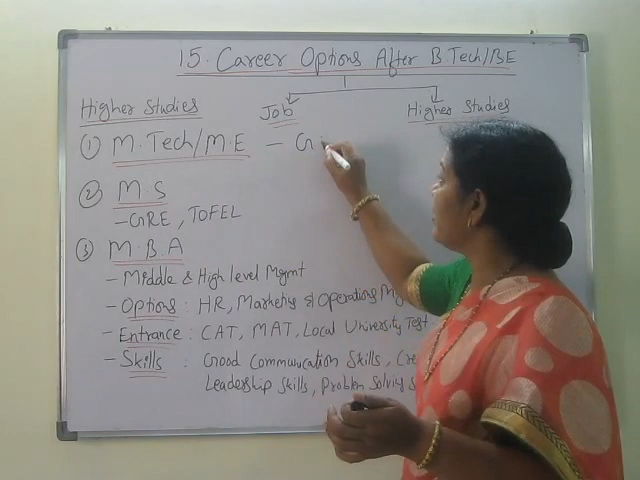 15. Career Options After B.Tech/BE
Job
Higher Studies
Higher Studies
① M.Tech/M.E – G
② M.S
– GRE, TOFEL
③ M.B.A
– Middle & High level Mgmt
– Options : HR, Marketing & Operations
– Entrance : CAT, MAT, Local University Test
– Skills : Good Communication Skills,
Leadership Skills, Problem Solving